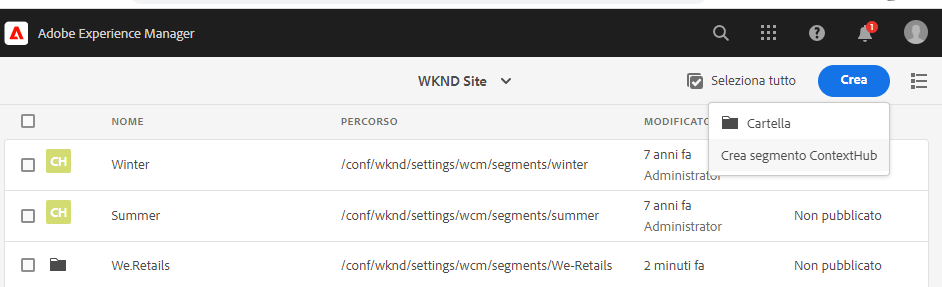 Adobe Experience Manager
1
WKND Site
Seleziona tutto
Crea
NOME
PERCORSO
MODIFICATO
Cartella
Crea segmento ContextHub
CH
Winter
/conf/wknd/settings/wcm/segments/winter
7 anni fa
Administrator
CH
Summer
/conf/wknd/settings/wcm/segments/summer
7 anni fa
Administrator
Non pubblicato
We.Retails
/conf/wknd/settings/wcm/segments/We-Retails
2 minuti fa
Non pubblicato